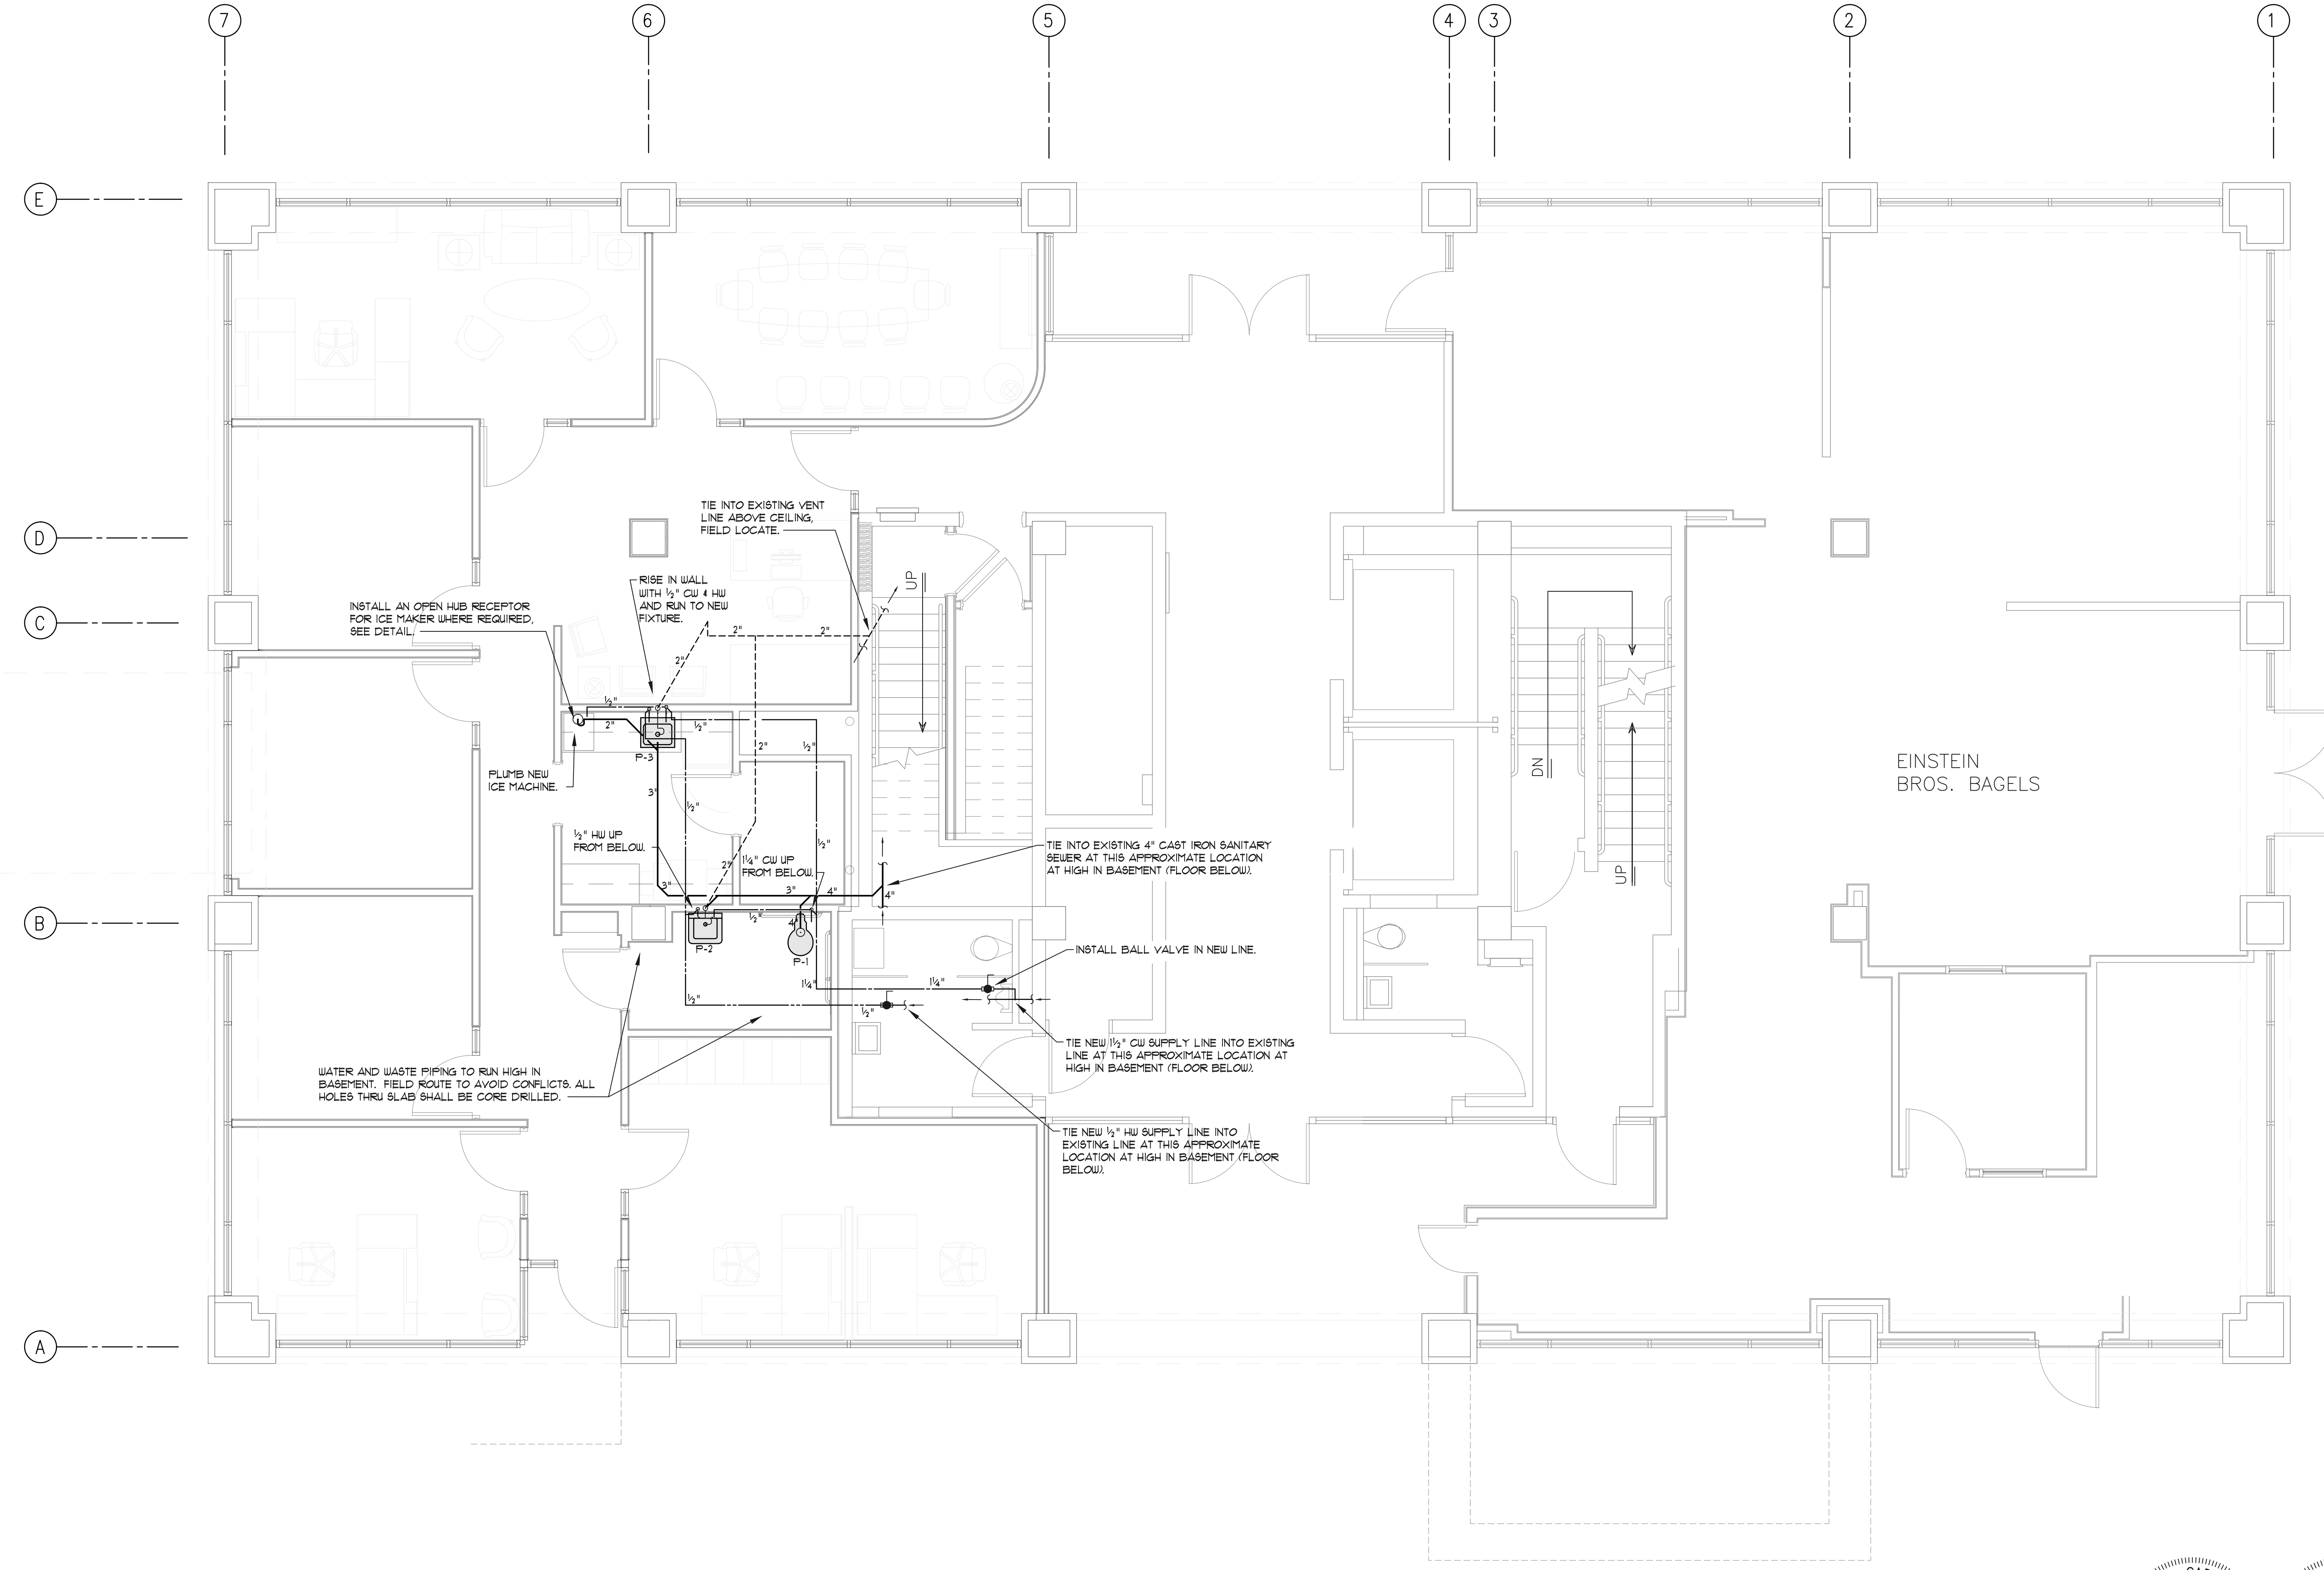 7
6
5
4
3
2
1
E
D
C
B
A
TIE INTO EXISTING VENT
LINE ABOVE CEILING,
FIELD LOCATE.
RISE IN WALL
WITH ½" CW & HW
AND RUN TO NEW
FIXTURE.
INSTALL AN OPEN HUB RECEPTOR
FOR ICE MAKER WHERE REQUIRED,
SEE DETAIL.
UP
2"
2"
2"
½"
2"
½"
P-3
2"
½"
PLUMB NEW
ICE MACHINE.
3"
½"
½" HW UP
FROM BELOW.
½"
1¼" CW UP
FROM BELOW.
2"
3"
3"
4"
4"
½"
4"
P-2
P-1
TIE INTO EXISTING 4" CAST IRON SANITARY
SEWER AT THIS APPROXIMATE LOCATION
AT HIGH IN BASEMENT (FLOOR BELOW).
INSTALL BALL VALVE IN NEW LINE.
1¼"
1¼"
½"
½"
TIE NEW 1½" CW SUPPLY LINE INTO EXISTING
LINE AT THIS APPROXIMATE LOCATION AT
HIGH IN BASEMENT (FLOOR BELOW).
WATER AND WASTE PIPING TO RUN HIGH IN
BASEMENT. FIELD ROUTE TO AVOID CONFLICTS. ALL
HOLES THRU SLAB SHALL BE CORE DRILLED.
TIE NEW ½" HW SUPPLY LINE INTO
EXISTING LINE AT THIS APPROXIMATE
LOCATION AT HIGH IN BASEMENT (FLOOR
BELOW).
DN
UP
EINSTEIN
BROS. BAGELS